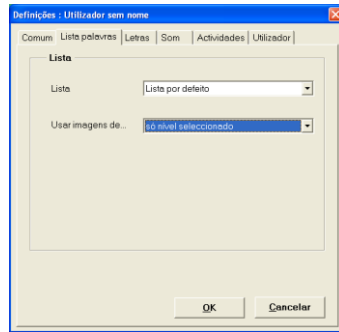 Definições : Utilizador sem nome
Comum Lista palavras Letras Som Actividades Utilizador
Lista
Lista Lista por defeito
Usar imagens de... só nível seleccionado
OK Cancelar